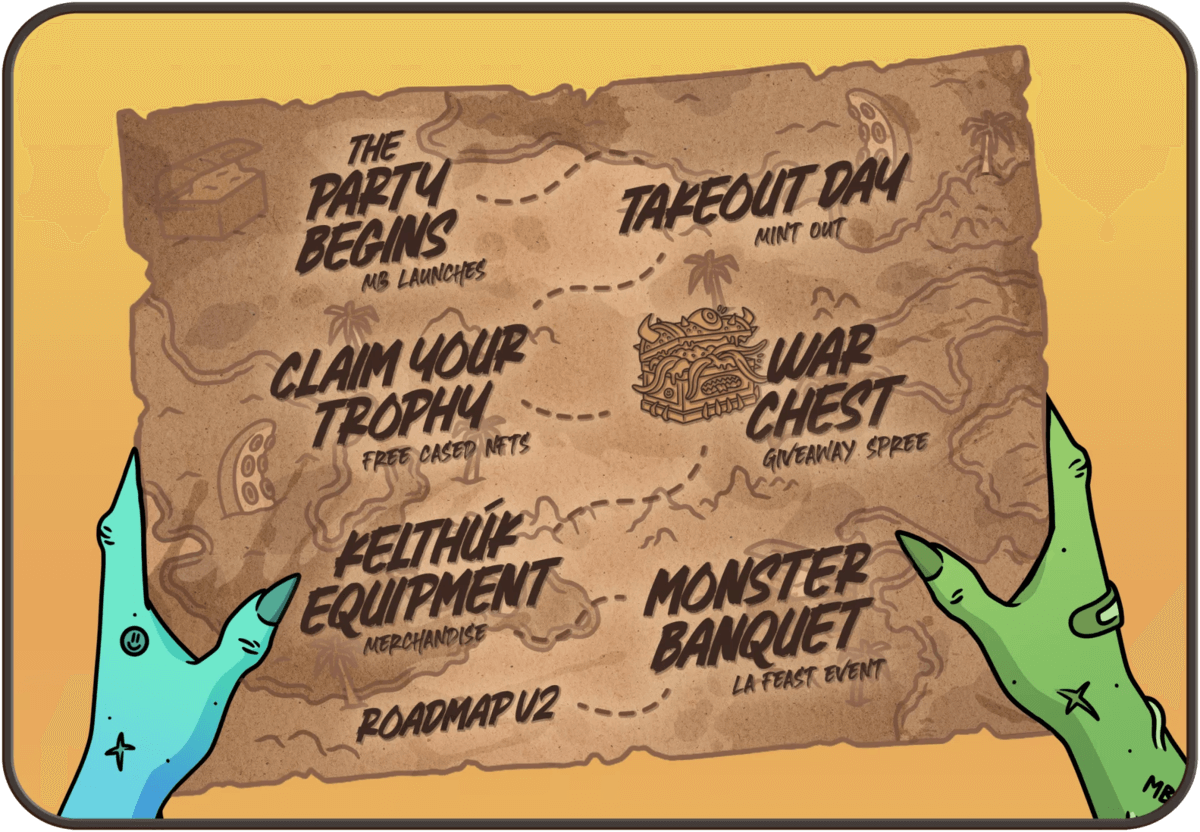 THE
PARTY
BEGINS
MB LAUNCHES
TAKEOUT DAY
MINT OUT
CLAIM YOUR
TROPHY
FREE CASED NFTS
WAR
CHEST
GIVEAWAY SPREE
KELTHÚK
EQUIPMENT
MERCHANDISE
MONSTER
BANQUET
LA FEAST EVENT
ROADMAP V2
MB